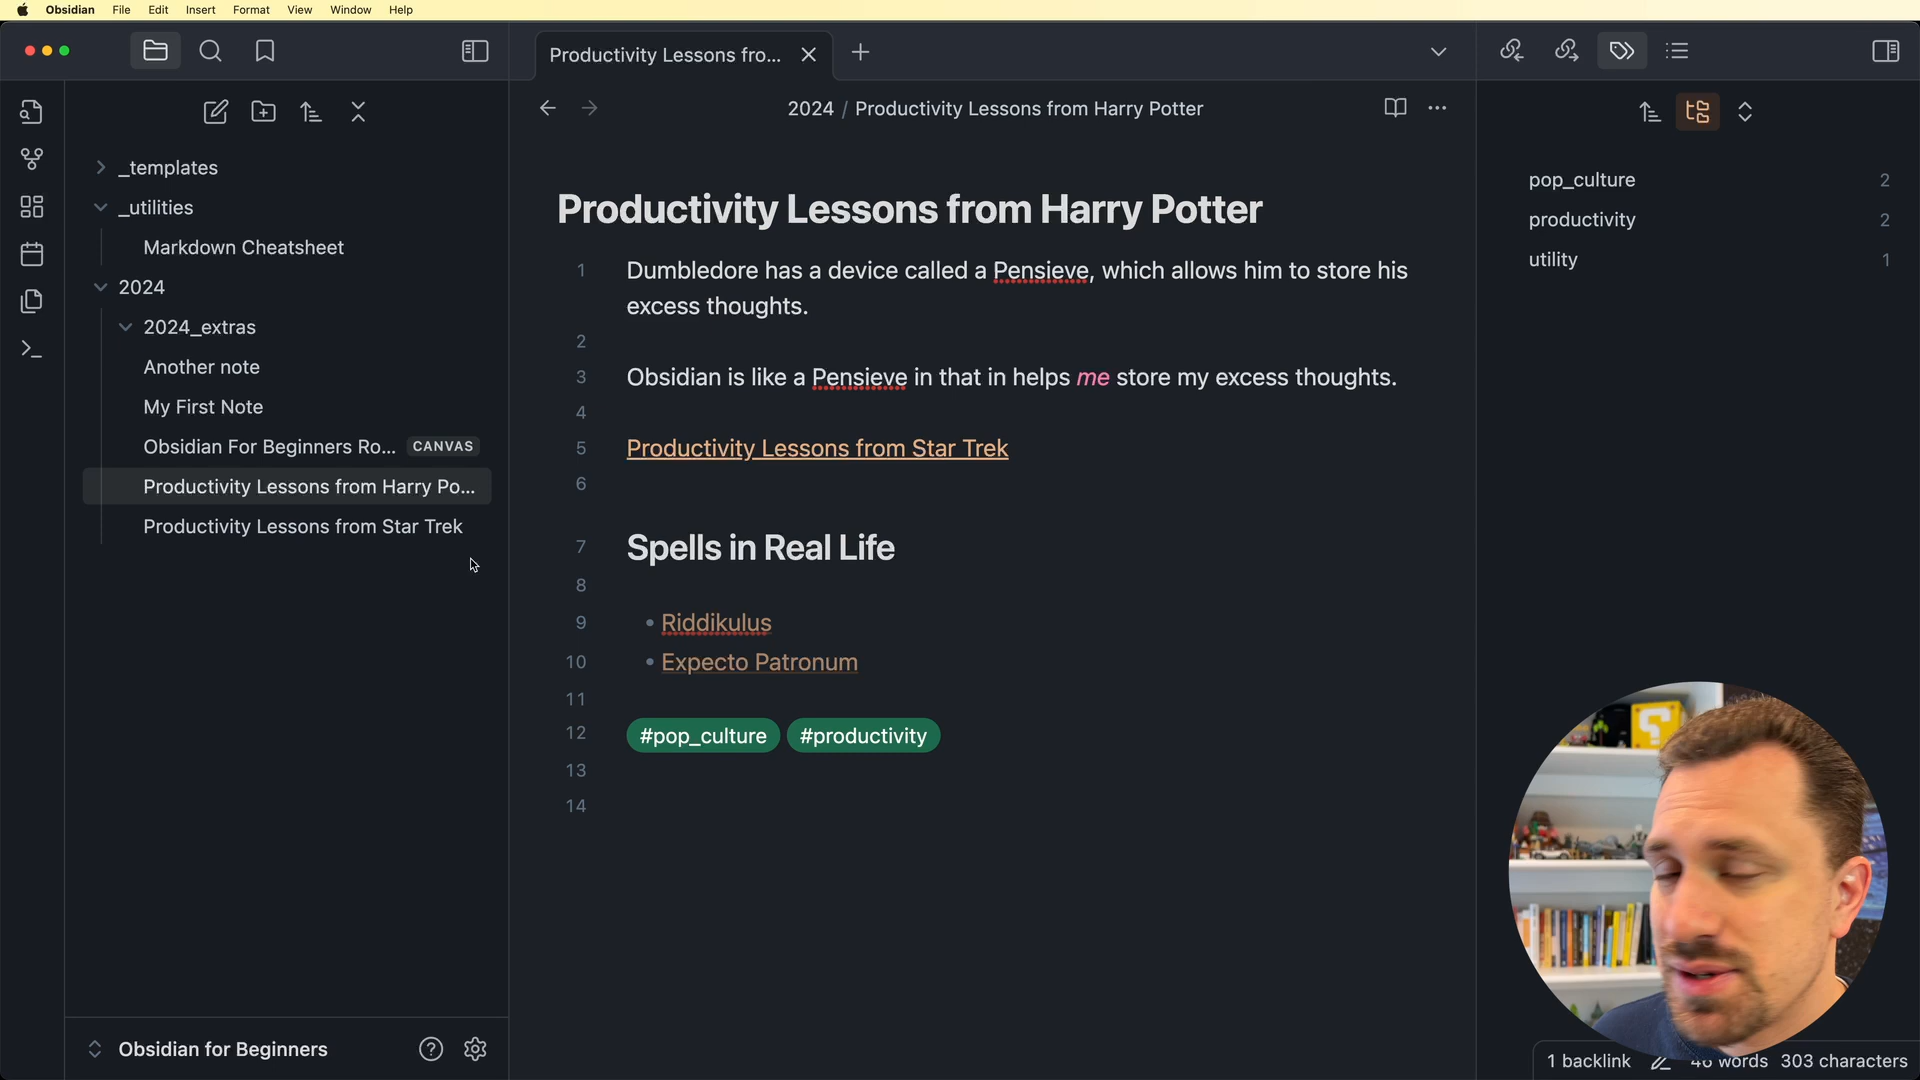 Obsidian File Edit Insert Format View Window Help
Productivity Lessons fro...
_templates
_utilities
Markdown Cheatsheet
2024
2024_extras
Another note
My First Note
Obsidian For Beginners Ro... CANVAS
Productivity Lessons from Harry Po...
Productivity Lessons from Star Trek
Obsidian for Beginners
2024 / Productivity Lessons from Harry Potter
Productivity Lessons from Harry Potter
1 Dumbledore has a device called a Pensieve, which allows him to store his
excess thoughts.
2
3 Obsidian is like a Pensieve in that in helps me store my excess thoughts.
4
5 Productivity Lessons from Star Trek
6
7 Spells in Real Life
8
9 • Riddikulus
10 • Expecto Patronum
11
12 #pop_culture #productivity
13
14
pop_culture 2
productivity 2
utility 1
1 backlink 46 words 303 characters